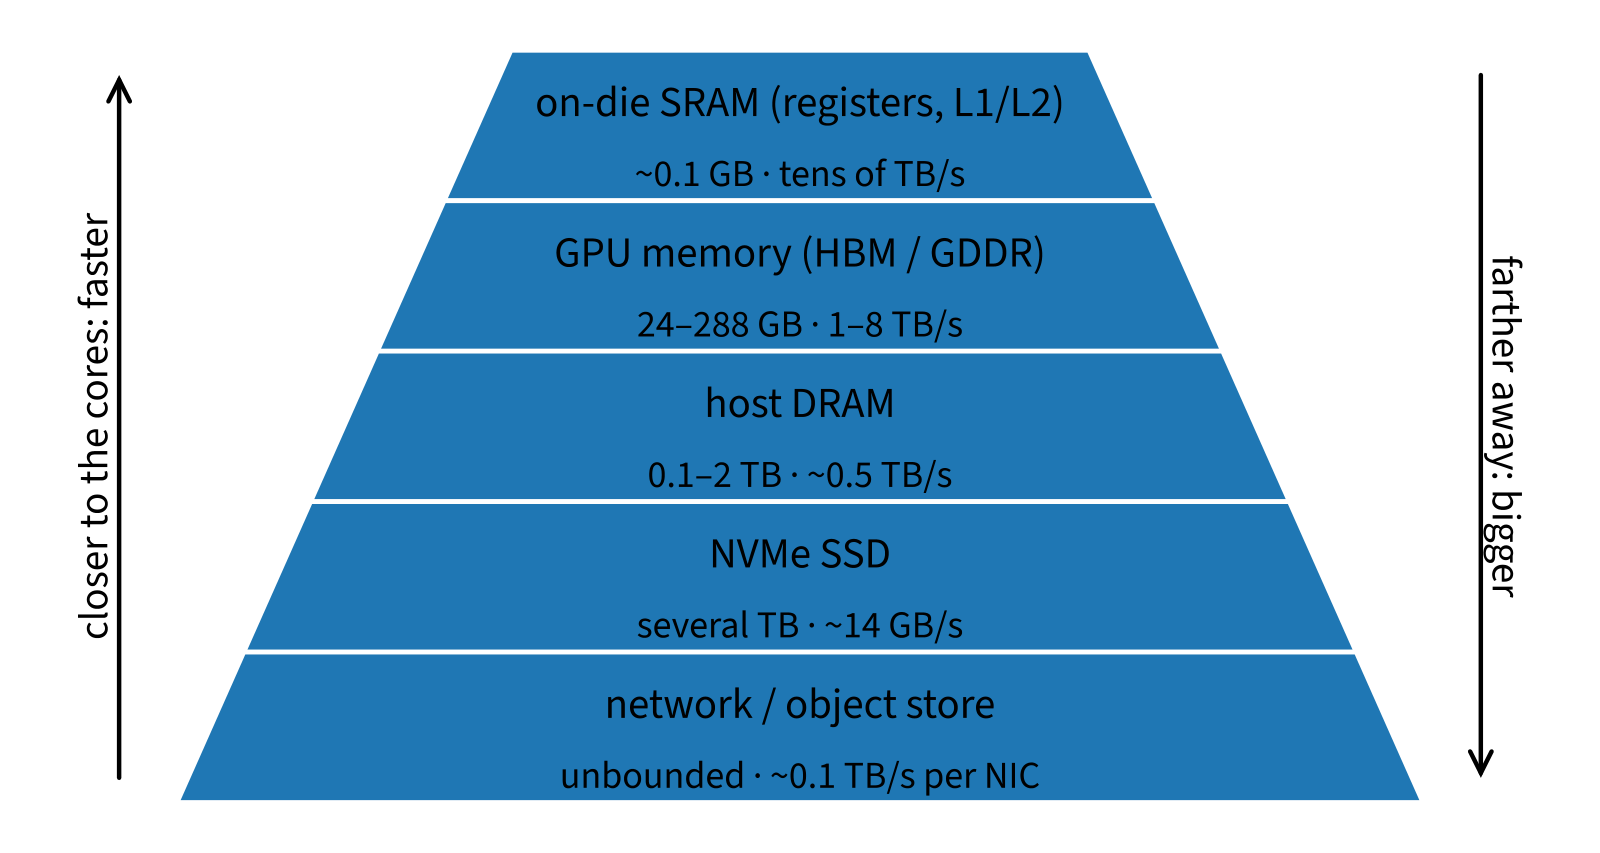 closer to the cores: faster
on-die SRAM (registers, L1/L2)
~0.1 GB · tens of TB/s
GPU memory (HBM / GDDR)
24–288 GB · 1–8 TB/s
host DRAM
0.1–2 TB · ~0.5 TB/s
NVMe SSD
several TB · ~14 GB/s
network / object store
unbounded · ~0.1 TB/s per NIC
farther away: bigger